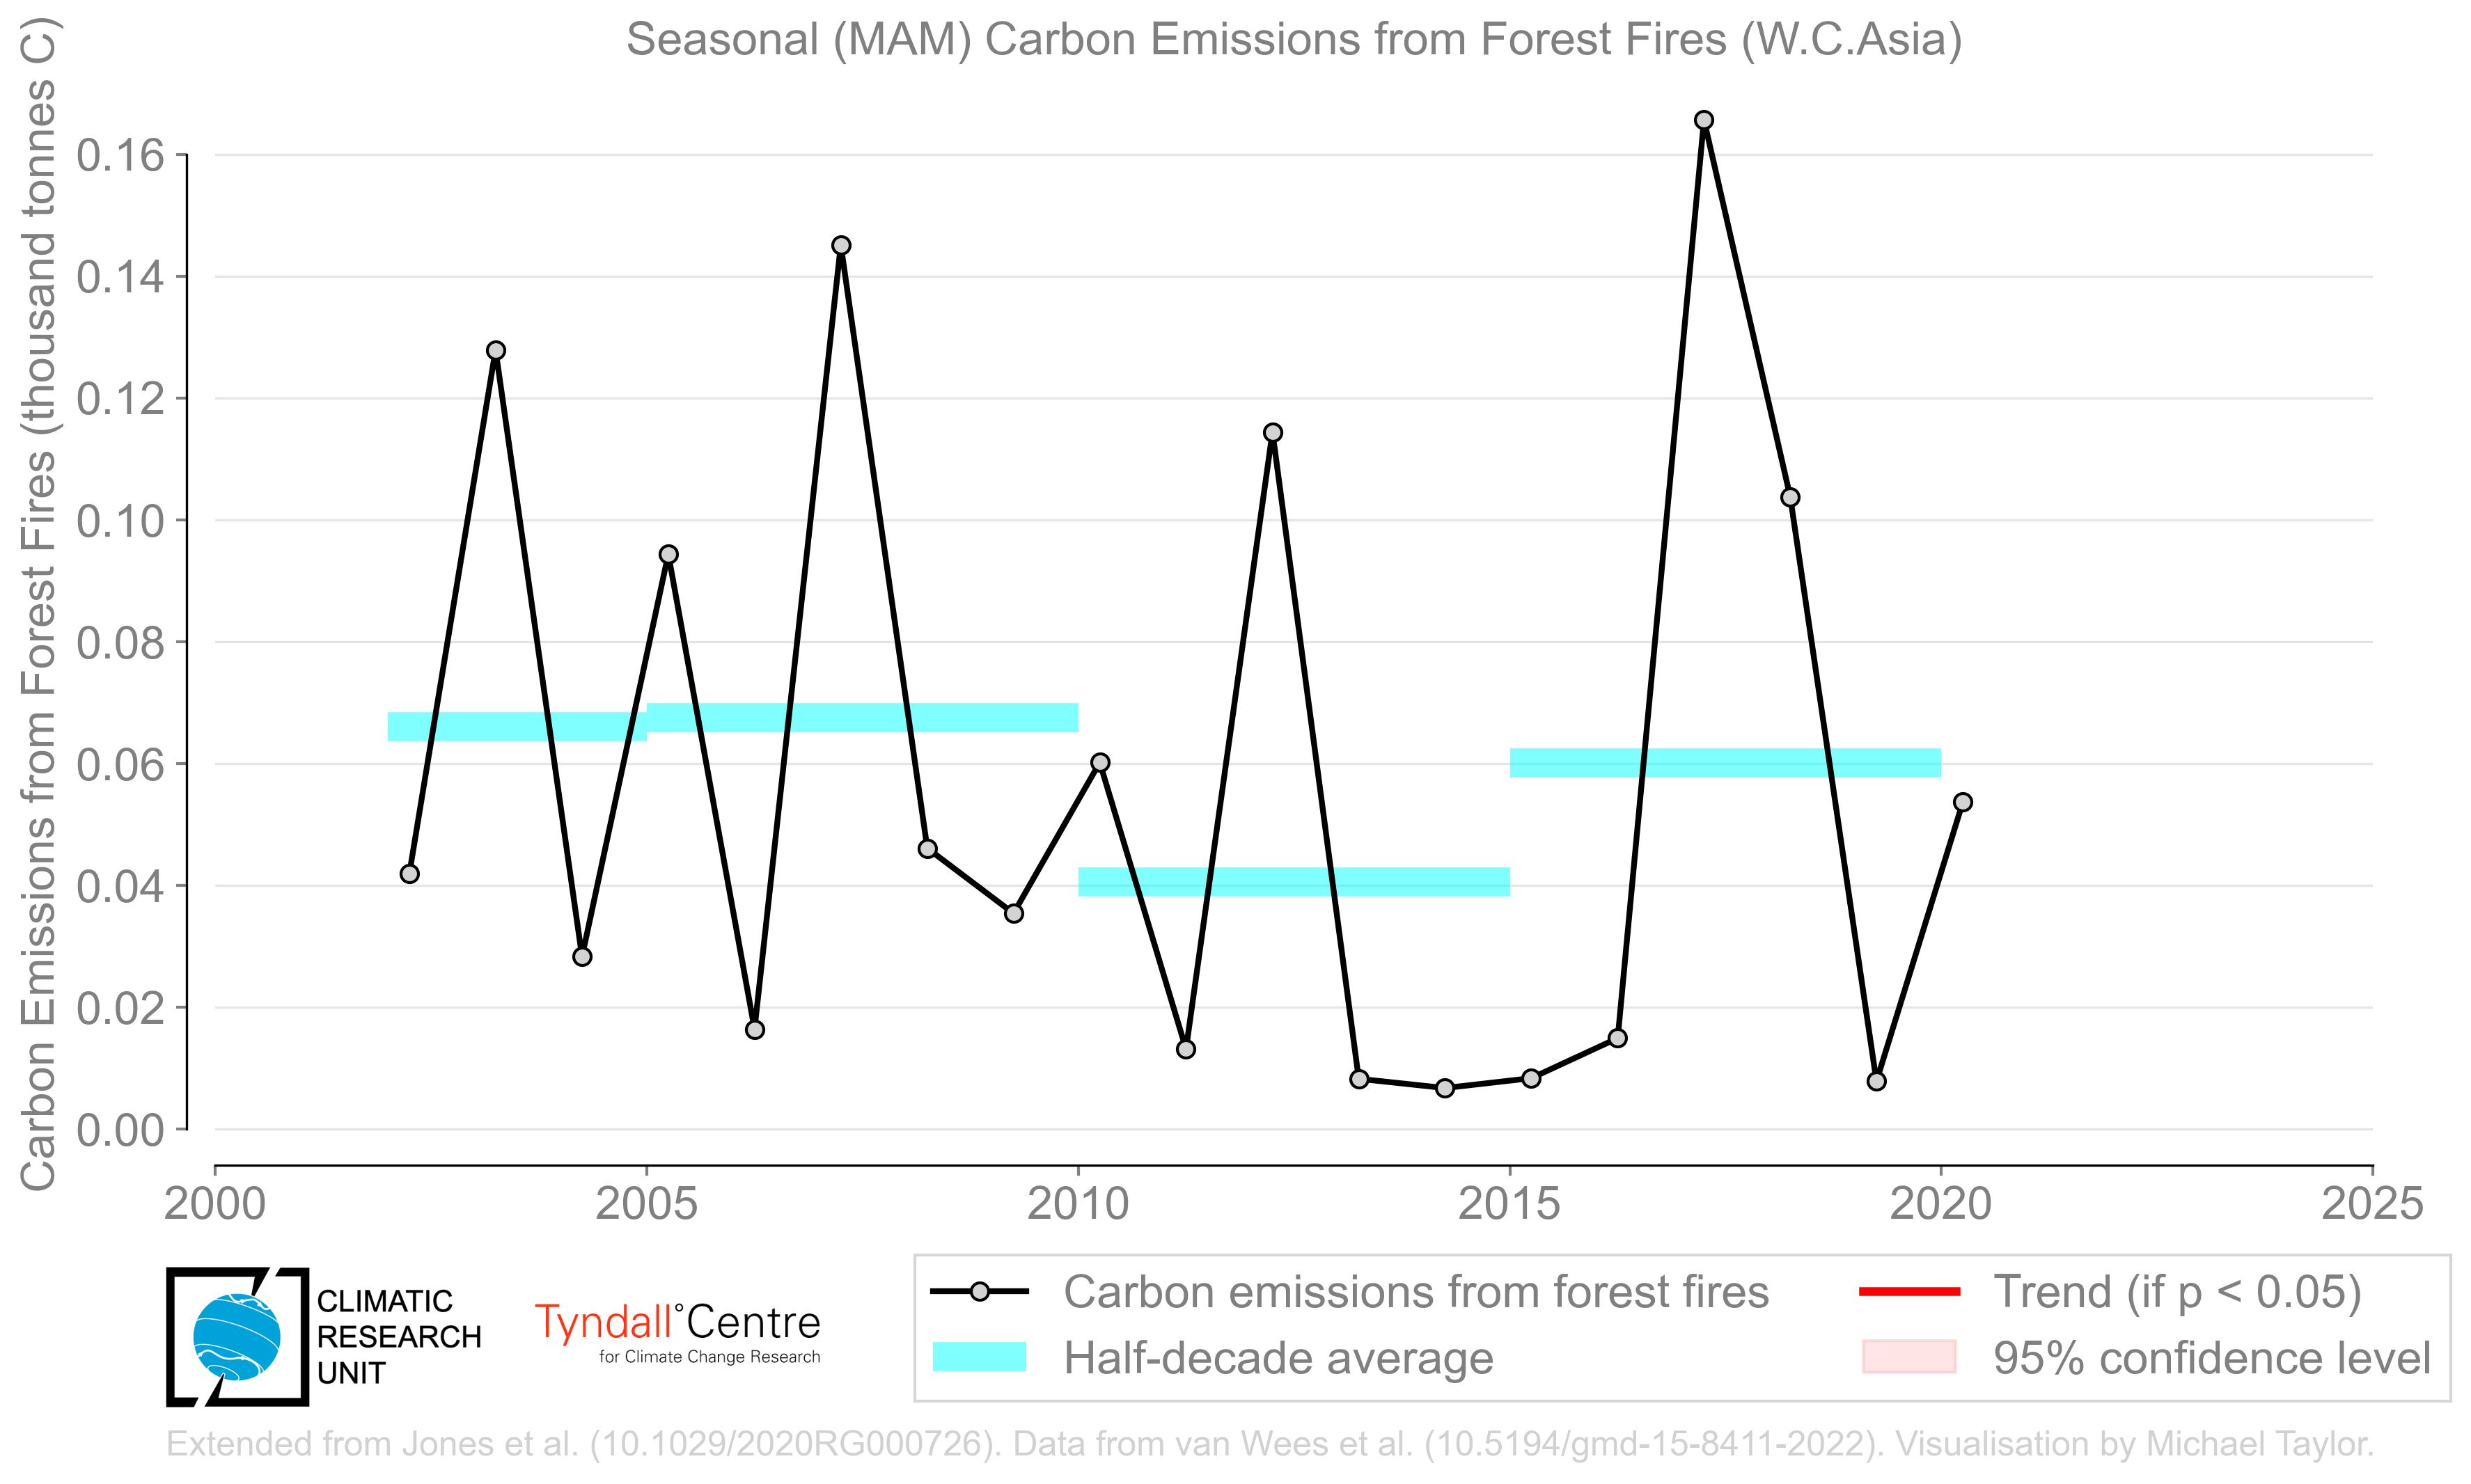 Seasonal (MAM) Carbon Emissions from Forest Fires (W.C.Asia)
Carbon Emissions from Forest Fires (thousand tonnes C)
0.16
0.14
0.12
0.10
0.08
0.06
0.04
0.02
0.00
2000 2005 2010 2015 2020 2025
CLIMATIC
RESEARCH
UNIT
Tyndall°Centre
for Climate Change Research
Carbon emissions from forest fires
Half-decade average
Trend (if p < 0.05)
95% confidence level
Extended from Jones et al. (10.1029/2020RG000726). Data from van Wees et al. (10.5194/gmd-15-8411-2022). Visualisation by Michael Taylor.